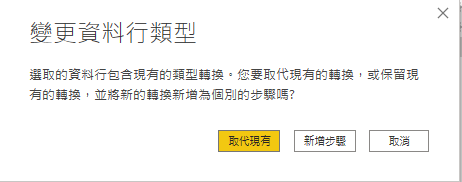 變更資料行類型
選取的資料行包含現有的類型轉換。您要取代現有的轉換，或保留現
有的轉換，並將新的轉換新增為個別的步驟嗎?
取代現有 新增步驟 取消